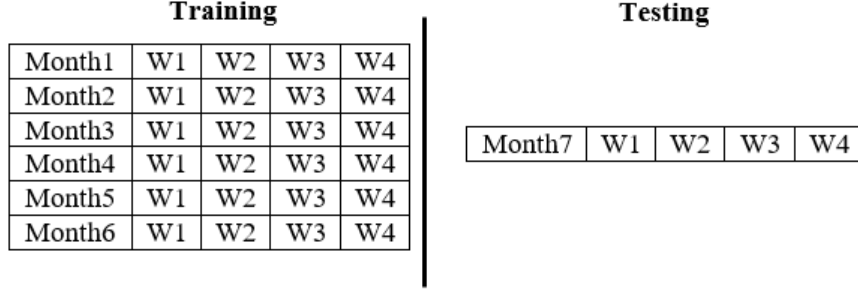 Training
Month1 W1 W2 W3 W4
Month2 W1 W2 W3 W4
Month3 W1 W2 W3 W4
Month4 W1 W2 W3 W4
Month5 W1 W2 W3 W4
Month6 W1 W2 W3 W4
Testing
Month7 W1 W2 W3 W4